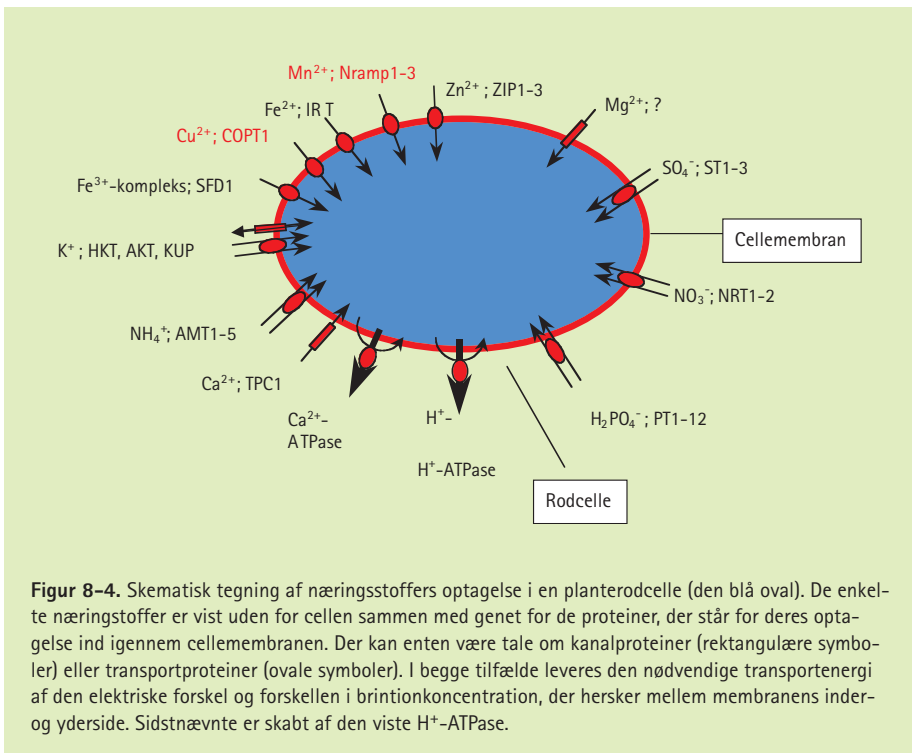 Mn²⁺; Nramp1-3
Zn²⁺; ZIP1-3
Fe²⁺; IR T
Mg²⁺; ?
Cu²⁺; COPT1
SO₄⁻; ST1-3
Fe³⁺-kompleks; SFD1
Cellemembran
K⁺; HKT, AKT, KUP
NO₃⁻; NRT1-2
NH₄⁺; AMT1-5
Ca²⁺; TPC1
Ca²⁺-
ATPase
H⁺-
H₂PO₄⁻; PT1-12
H⁺-ATPase
Rodcelle
Figur 8-4. Skematisk tegning af næringsstoffers optagelse i en planterodcelle (den blå oval). De enkel-
te næringstoffer er vist uden for cellen sammen med genet for de proteiner, der står for deres opta-
gelse ind igennem cellemembranen. Der kan enten være tale om kanalproteiner (rektangulære symbo-
ler) eller transportproteiner (ovale symboler). I begge tilfælde leveres den nødvendige transportenergi
af den elektriske forskel og forskellen i brintionkoncentration, der hersker mellem membranens inder-
og yderside. Sidstnævnte er skabt af den viste H⁺-ATPase.